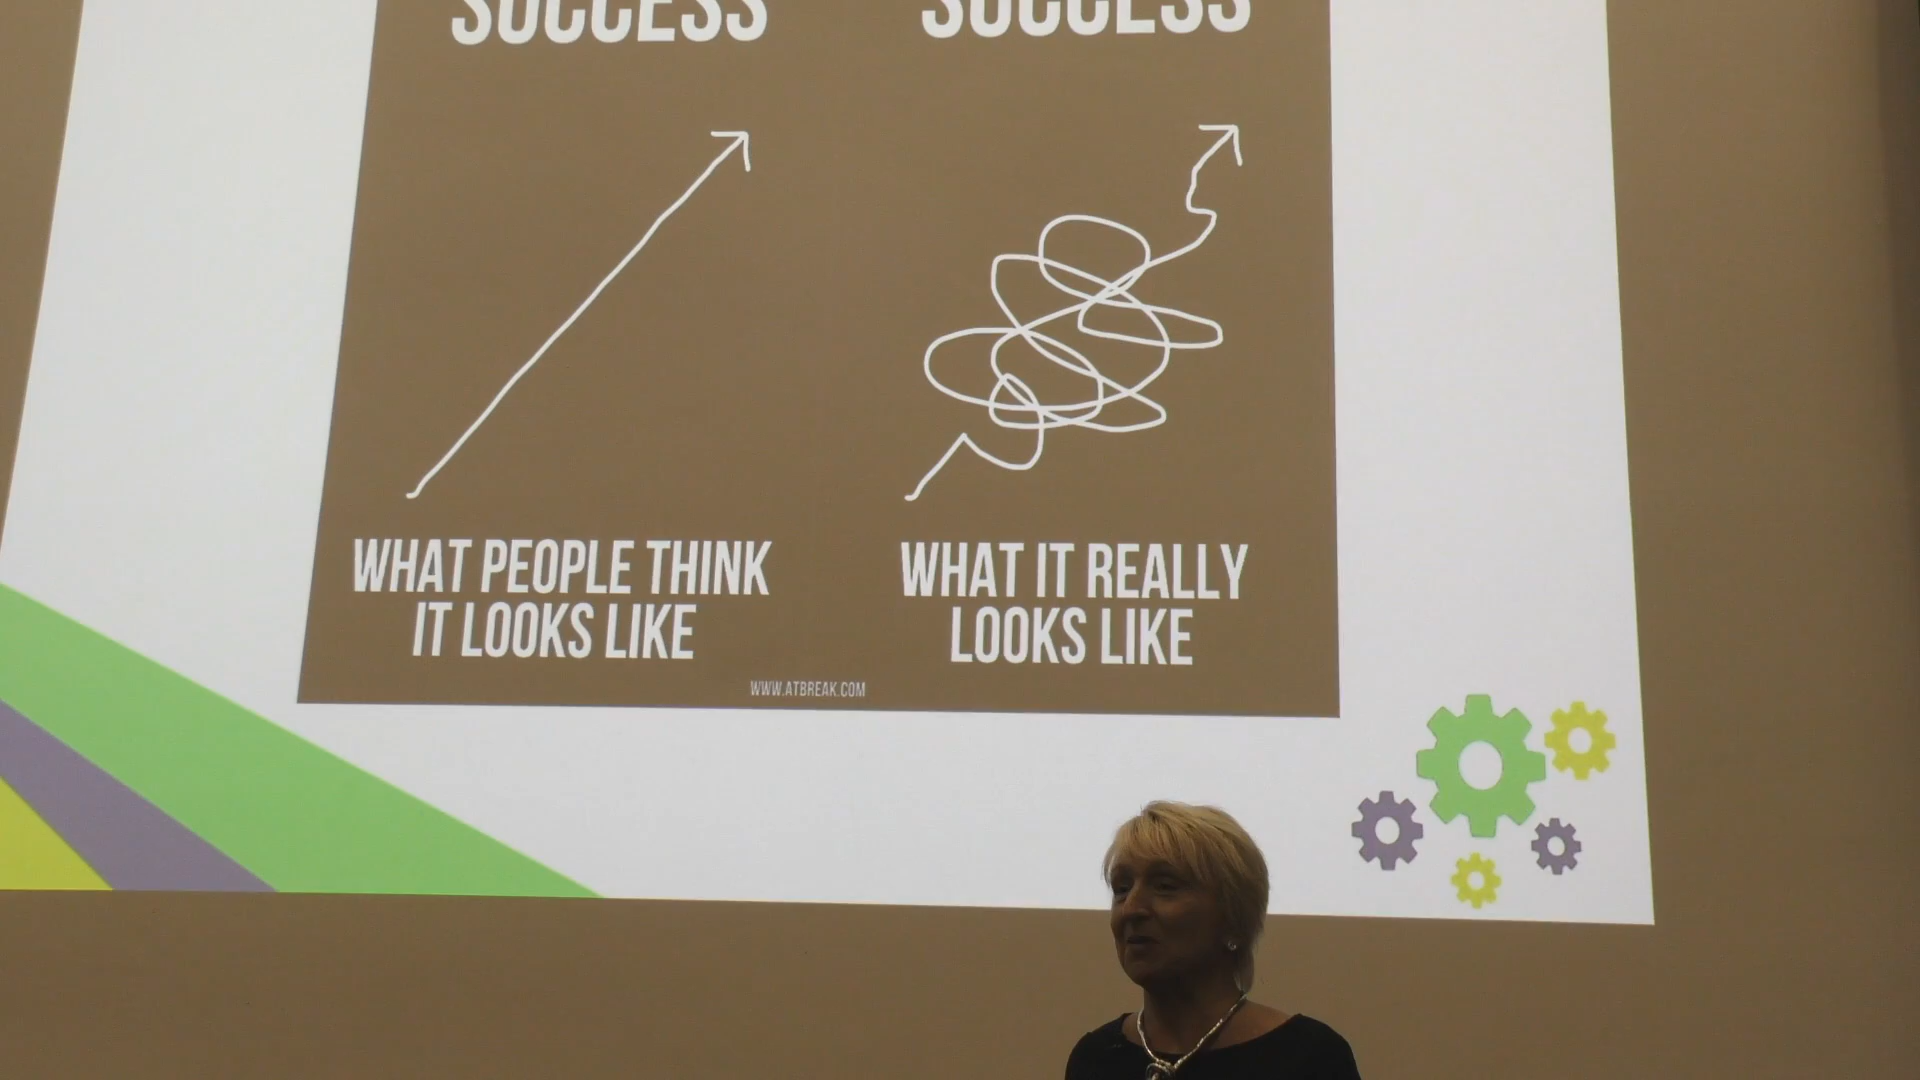 SUCCESS
WHAT PEOPLE THINK
IT LOOKS LIKE
SUCCESS
WHAT IT REALLY
LOOKS LIKE
WWW.ATBREAK.COM